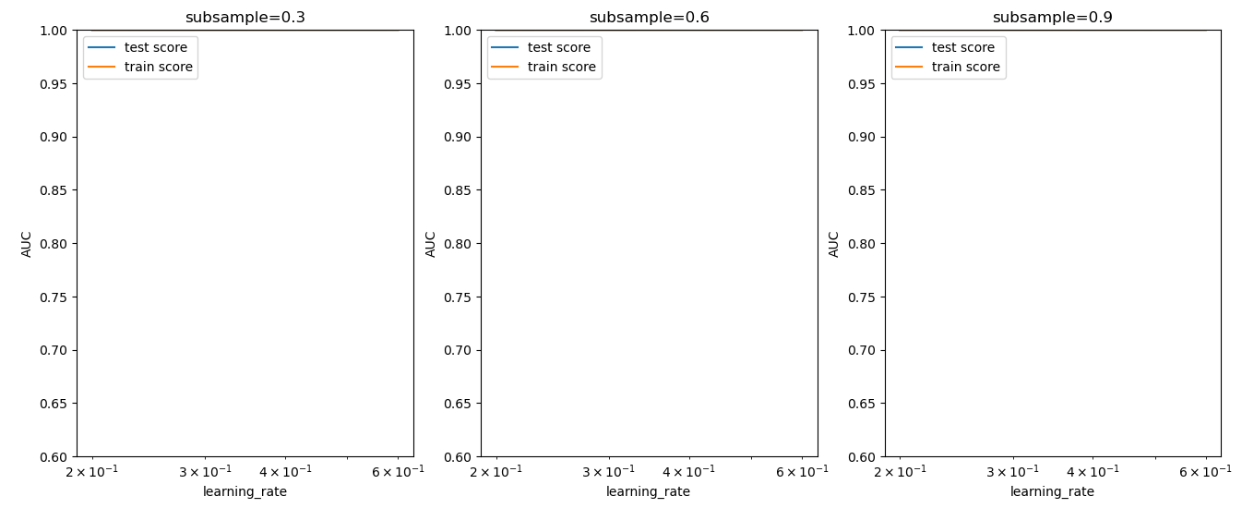 subsample=0.3
1.00
test score
train score
0.95
0.90
0.85
0.80
AUC
0.75
0.70
0.65
0.60
2 × 10⁻¹
3 × 10⁻¹
4 × 10⁻¹
6 × 10⁻¹
learning_rate
subsample=0.6
1.00
test score
train score
0.95
0.90
0.85
0.80
AUC
0.75
0.70
0.65
0.60
2 × 10⁻¹
3 × 10⁻¹
4 × 10⁻¹
6 × 10⁻¹
learning_rate
subsample=0.9
1.00
test score
train score
0.95
0.90
0.85
0.80
AUC
0.75
0.70
0.65
0.60
2 × 10⁻¹
3 × 10⁻¹
4 × 10⁻¹
6 × 10⁻¹
learning_rate